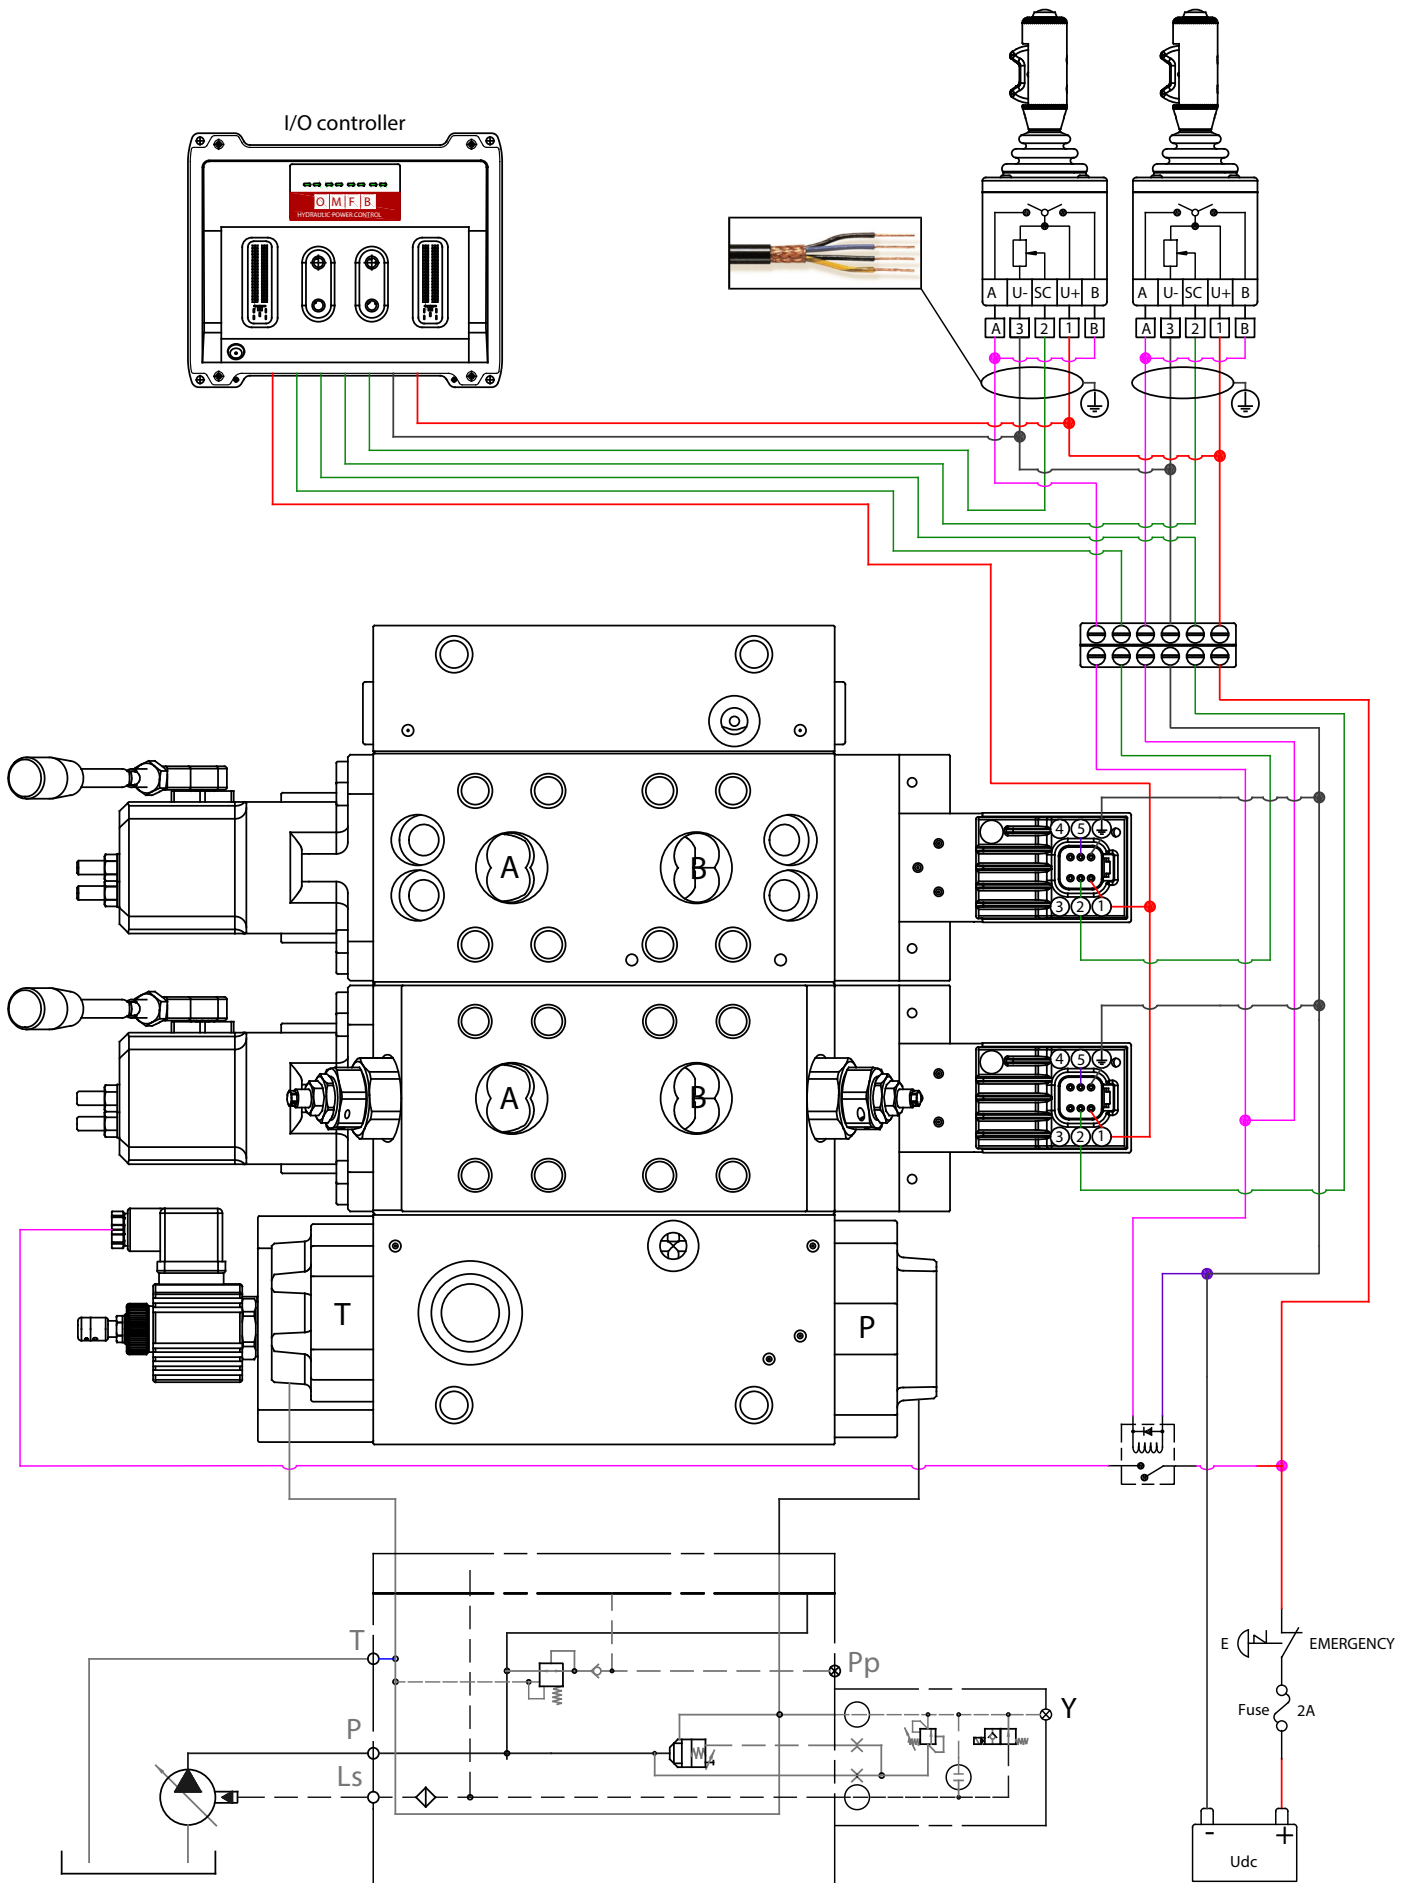 I/O controller
O M F B
HYDRAULIC POWER CONTROL
A U- SC U+ B
A U- SC U+ B
A 3 2 1 B
A 3 2 1 B
4 5
A B
3 2 1
4 5
A B
3 2 1
T P
T
Pp
P
Y
Ls
E EMERGENCY
Fuse 2A
- +
Udc